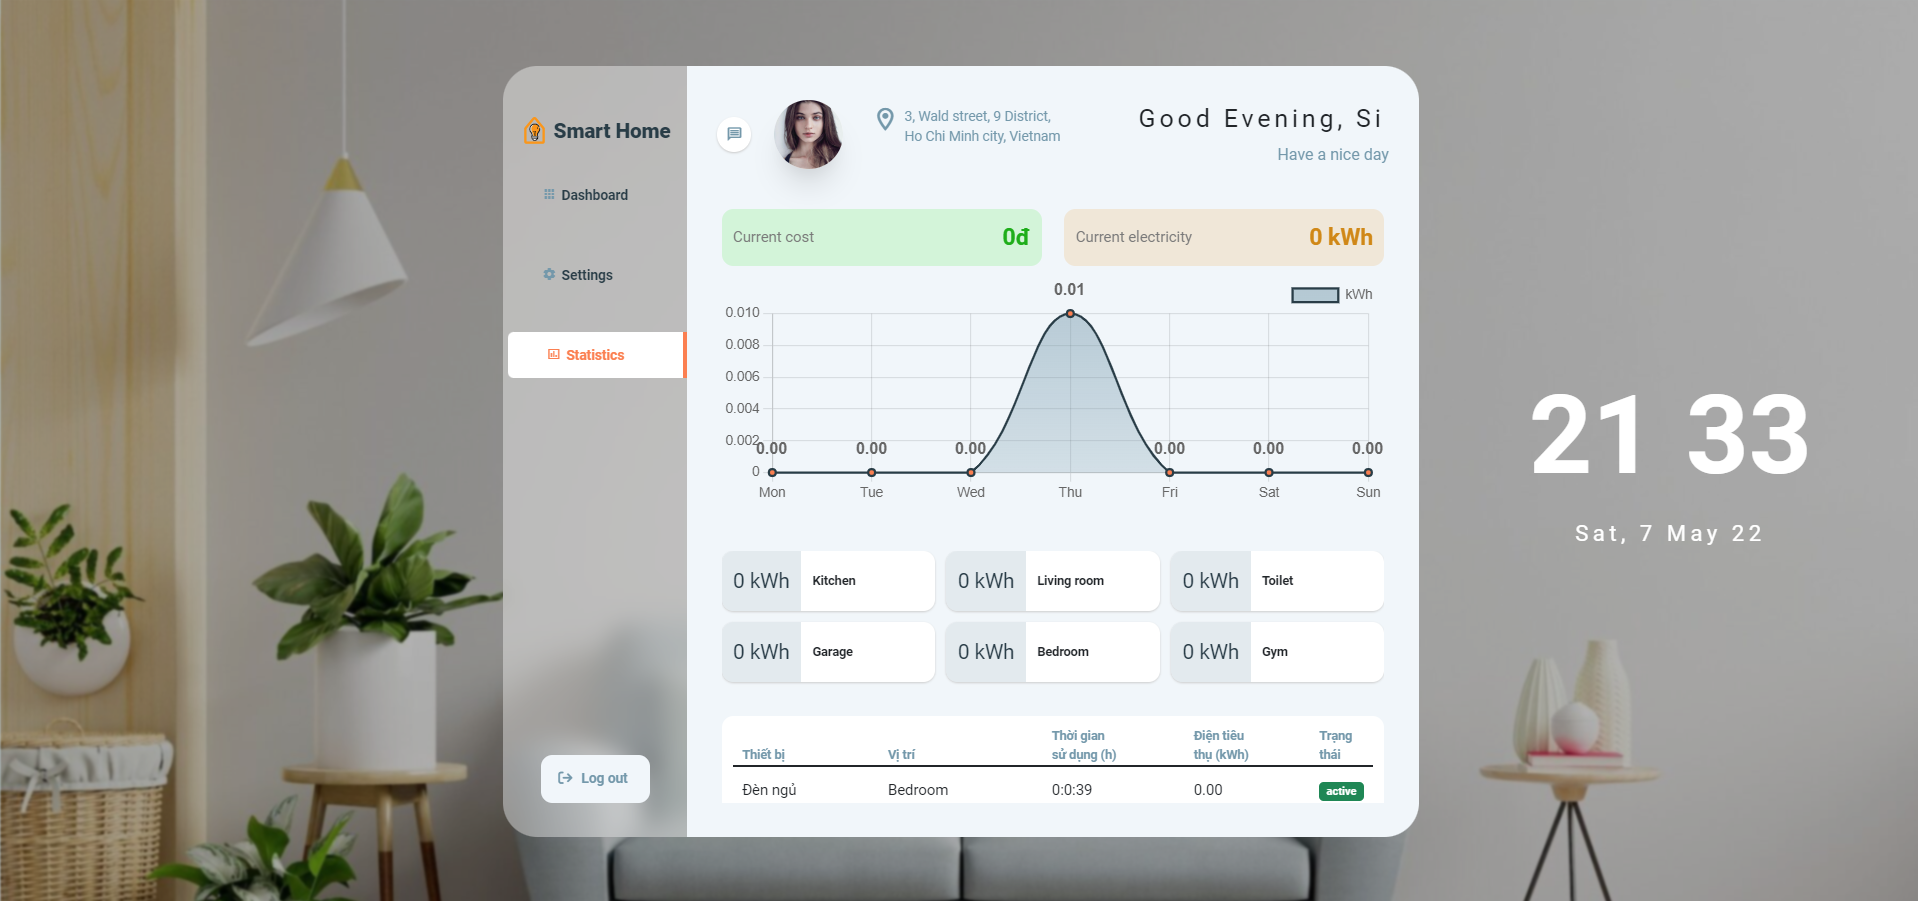 Smart Home
Dashboard
Settings
Statistics
Log out
3, Wald street, 9 District,
Ho Chi Minh city, Vietnam
Good Evening, Si
Have a nice day
Current cost 0đ
Current electricity 0 kWh
kWh
0.01
0.010
0.008
0.006
0.004
0.002
0
0.00 0.00 0.00 0.00 0.00 0.00
Mon Tue Wed Thu Fri Sat Sun
0 kWh Kitchen
0 kWh Living room
0 kWh Toilet
0 kWh Garage
0 kWh Bedroom
0 kWh Gym
Thiết bị
Vị trí
Thời gian
sử dụng (h)
Điện tiêu
thụ (kWh)
Trạng
thái
Đèn ngủ Bedroom 0:0:39 0.00 active
21 33
Sat, 7 May 22